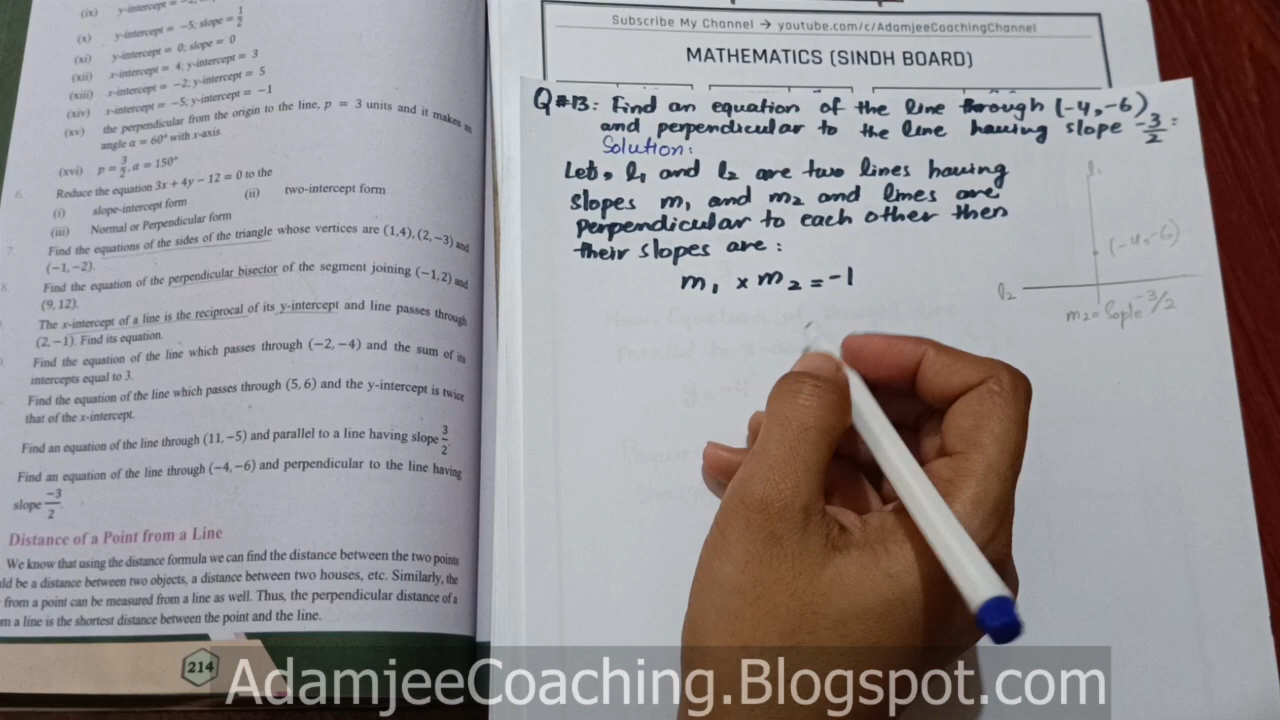 (ix) y-intercept =
(x) y-intercept = −5; slope = 1/2
(xi) y-intercept = 0; slope = 0
(xii) x-intercept = 4; y-intercept = 3
(xiii) x-intercept = −2; y-intercept = 5
(xiv) x-intercept = −5; y-intercept = −1
(xv) the perpendicular from the origin to the line, p = 3 units and it makes an
angle α = 60° with x-axis.
(xvi) p = 3/2, α = 150°
6. Reduce the equation 3x + 4y − 12 = 0 to the
(i) slope-intercept form (ii) two-intercept form
(iii) Normal or Perpendicular form
7. Find the equations of the sides of the triangle whose vertices are (1,4), (2, −3) and
(−1, −2).
8. Find the equation of the perpendicular bisector of the segment joining (−1, 2) and
(9, 12).
The x-intercept of a line is the reciprocal of its y-intercept and line passes through
(2, −1). Find its equation.
Find the equation of the line which passes through (−2, −4) and the sum of its
intercepts equal to 3.
Find the equation of the line which passes through (5, 6) and the y-intercept is twice
that of the x-intercept.
Find an equation of the line through (11, −5) and parallel to a line having slope 3/2.
Find an equation of the line through (−4, −6) and perpendicular to the line having
slope −3/2.
Distance of a Point from a Line
We know that using the distance formula we can find the distance between the two points
ld be a distance between two objects, a distance between two houses, etc. Similarly, the
from a point can be measured from a line as well. Thus, the perpendicular distance of a
m a line is the shortest distance between the point and the line.
214
Subscribe My Channel → youtube.com/c/AdamjeeCoachingChannel
MATHEMATICS (SINDH BOARD)
Q#13: Find an equation of the line through (-4,-6)
and perpendicular to the line having slope -3/2:
Solution:
Let, l₁ and l₂ are two lines having
slopes m₁ and m₂ and lines are
Perpendicular to each other then
their slopes are:
m₁ × m₂ = -1
l₁
(-4,-6)
l₂
m₂ = Sople -3/2
AdamjeeCoaching.Blogspot.com